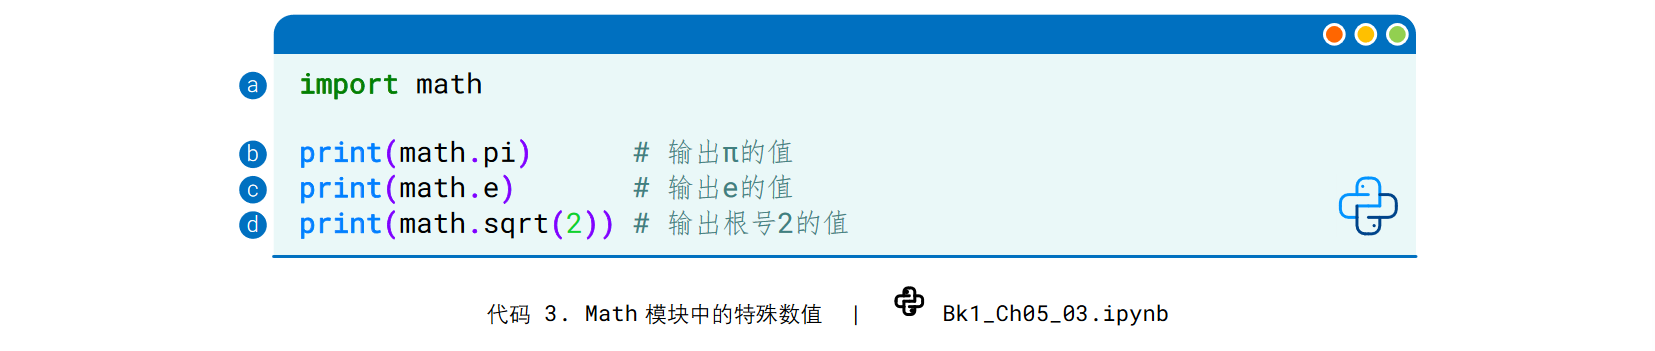 a import math
b print(math.pi) # 输出π的值
c print(math.e) # 输出e的值
d print(math.sqrt(2)) # 输出根号2的值
代码 3. Math 模块中的特殊数值 | Bk1_Ch05_03.ipynb